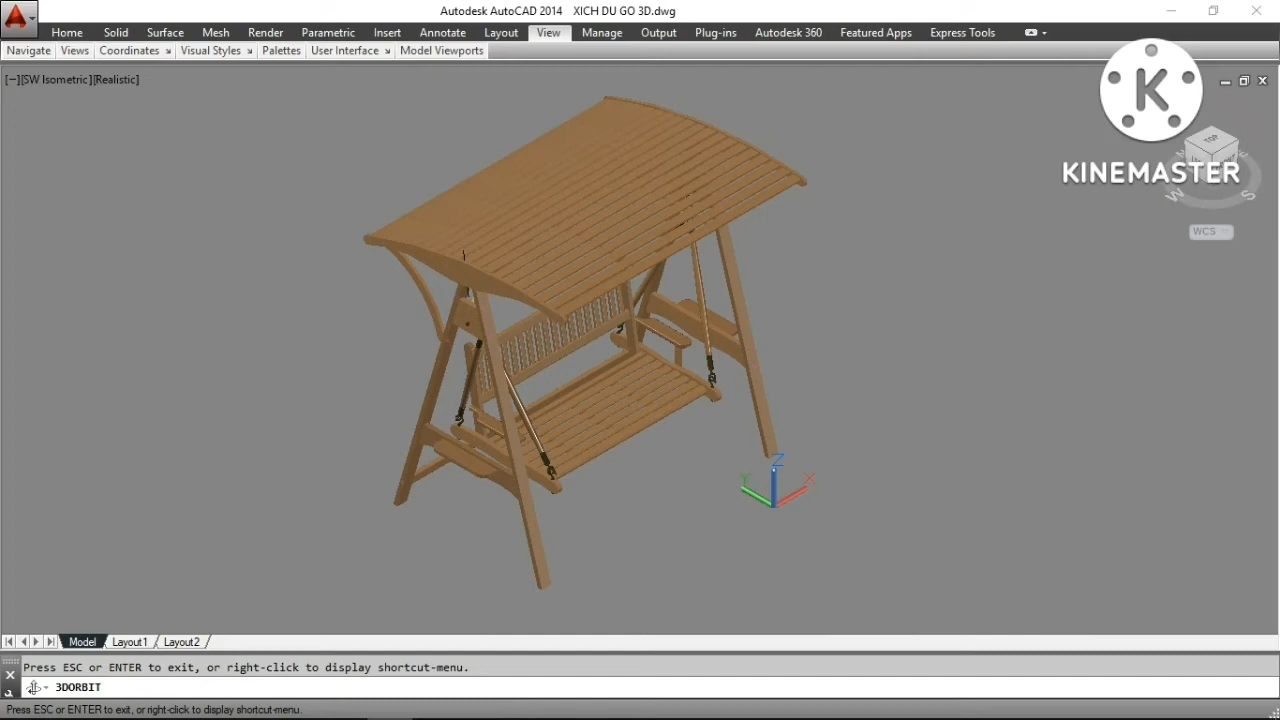 Autodesk AutoCAD 2014 XICH DU GO 3D.dwg
Home Solid Surface Mesh Render Parametric Insert Annotate Layout View Manage Output Plug-ins Autodesk 360 Featured Apps Express Tools
Navigate Views Coordinates Visual Styles Palettes User Interface Model Viewports
[−][SW Isometric][Realistic]
K
KINEMASTER
TOP
W S
WCS
Z
Y X
Model Layout1 Layout2
Press ESC or ENTER to exit, or right-click to display shortcut-menu.
3DORBIT
Press ESC or ENTER to exit, or right-click to display shortcut-menu.